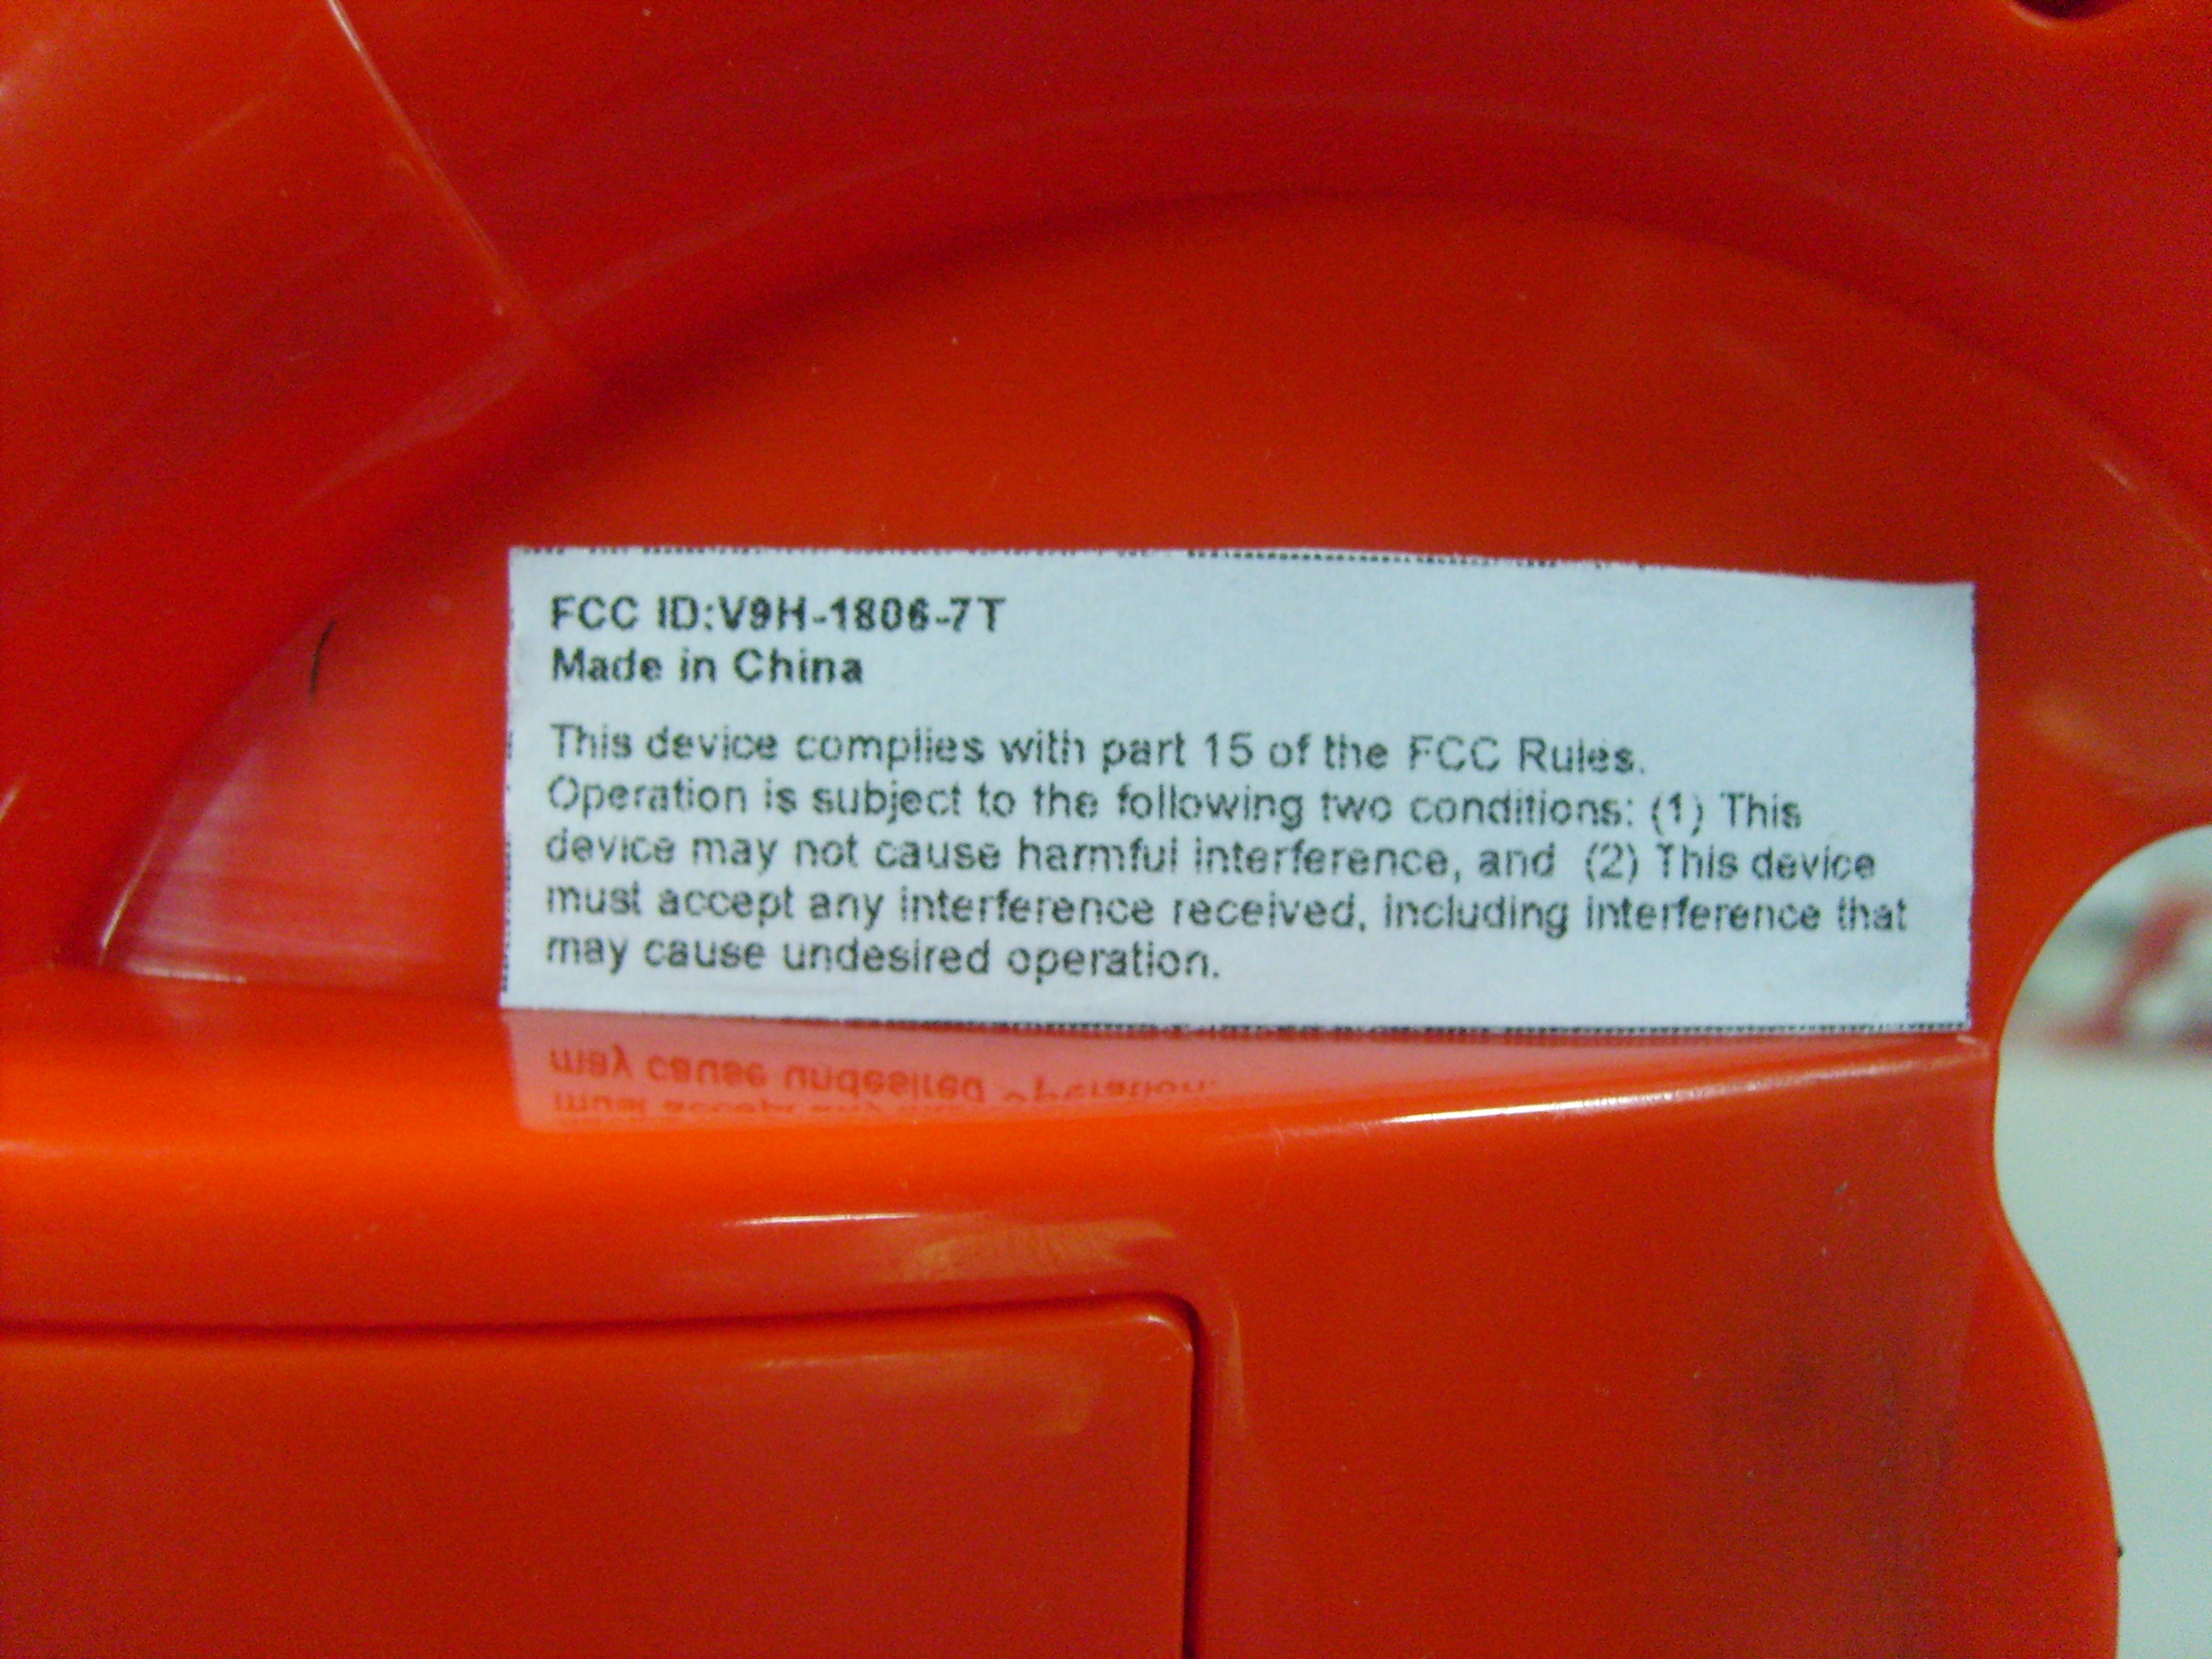 FCC ID:V9H-1806-7T
Made in China
This device complies with part 15 of the FCC Rules.
Operation is subject to the following two conditions: (1) This
device may not cause harmful interference, and (2) This device
must accept any interference received, including interference that
may cause undesired operation.